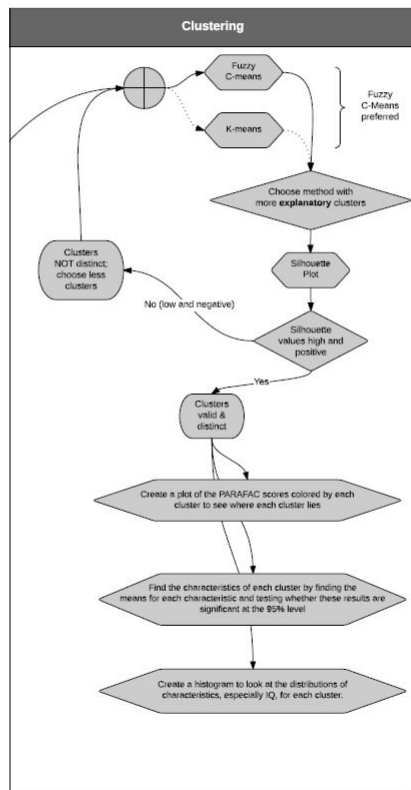 Clustering
Fuzzy
C-means
Fuzzy
C-Means
preferred
K-means
Choose method with
more explanatory clusters
Clusters
NOT distinct;
choose less
clusters
Silhouette
Plot
No (low and negative)
Silhouette
values high and
positive
Yes
Clusters
valid &
distinct
Create a plot of the PARAFAC scores colored by each
cluster to see where each cluster lies
Find the characteristics of each cluster by finding the
means for each characteristic and testing whether these results are
significant at the 95% level
Create a histogram to look at the distributions of
characteristics, especially IQ, for each cluster.